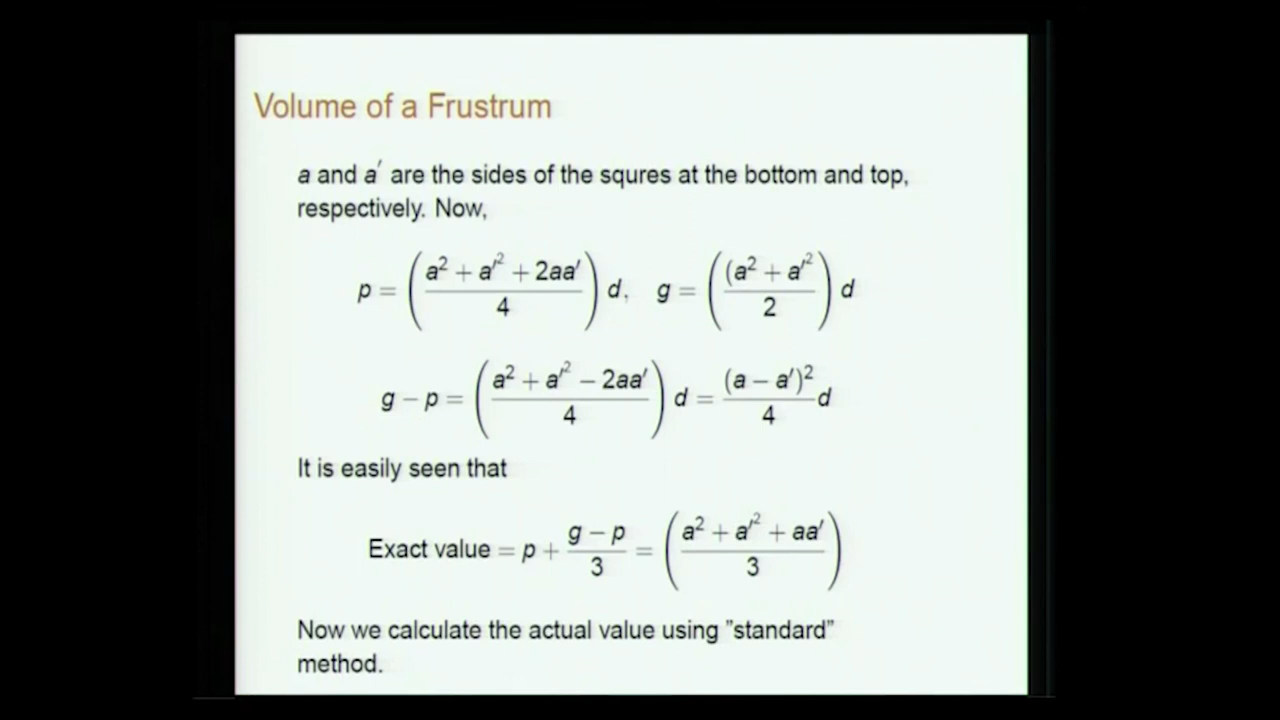 Volume of a Frustrum
a and a′ are the sides of the squres at the bottom and top,
respectively. Now,
p = ( (a² + a′² + 2aa′) / 4 ) d, g = ( ((a² + a′²) / 2 ) d
g − p = ( (a² + a′² − 2aa′) / 4 ) d = (a − a′)² / 4 d
It is easily seen that
Exact value = p + (g − p) / 3 = ( (a² + a′² + aa′) / 3 )
Now we calculate the actual value using ”standard”
method.